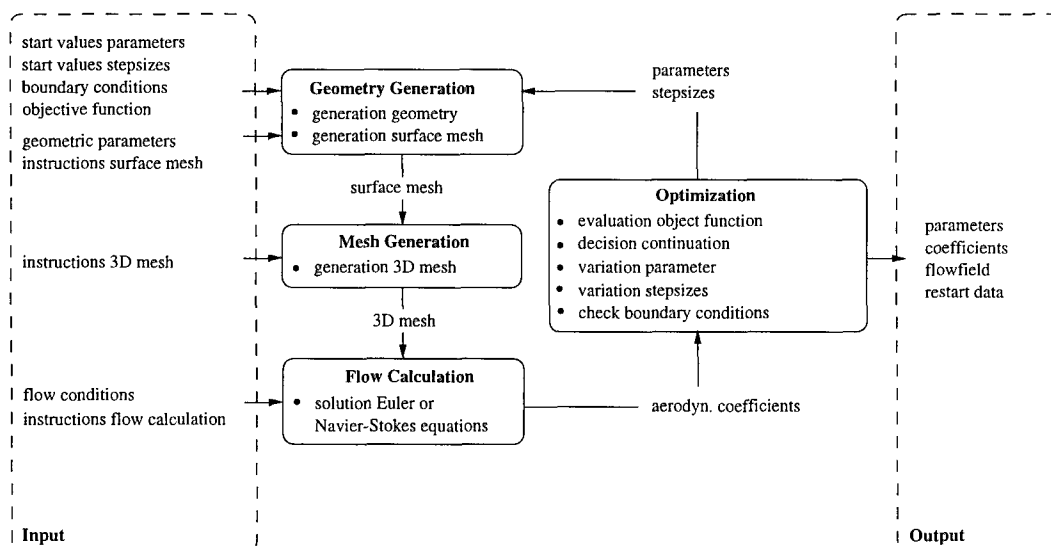 start values parameters
start values stepsizes
boundary conditions
objective function
geometric parameters
instructions surface mesh
instructions 3D mesh
flow conditions
instructions flow calculation
Input
Geometry Generation
• generation geometry
• generation surface mesh
surface mesh
Mesh Generation
• generation 3D mesh
3D mesh
Flow Calculation
• solution Euler or
Navier-Stokes equations
parameters
stepsizes
Optimization
• evaluation object function
• decision continuation
• variation parameter
• variation stepsizes
• check boundary conditions
aerodyn. coefficients
parameters
coefficients
flowfield
restart data
Output